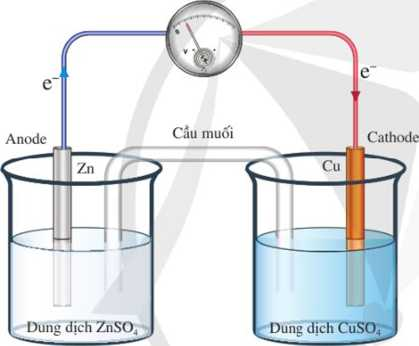 V
e⁻
e⁻
Anode
Cầu muối
Cathode
Zn
Cu
Dung dịch ZnSO₄
Dung dịch CuSO₄